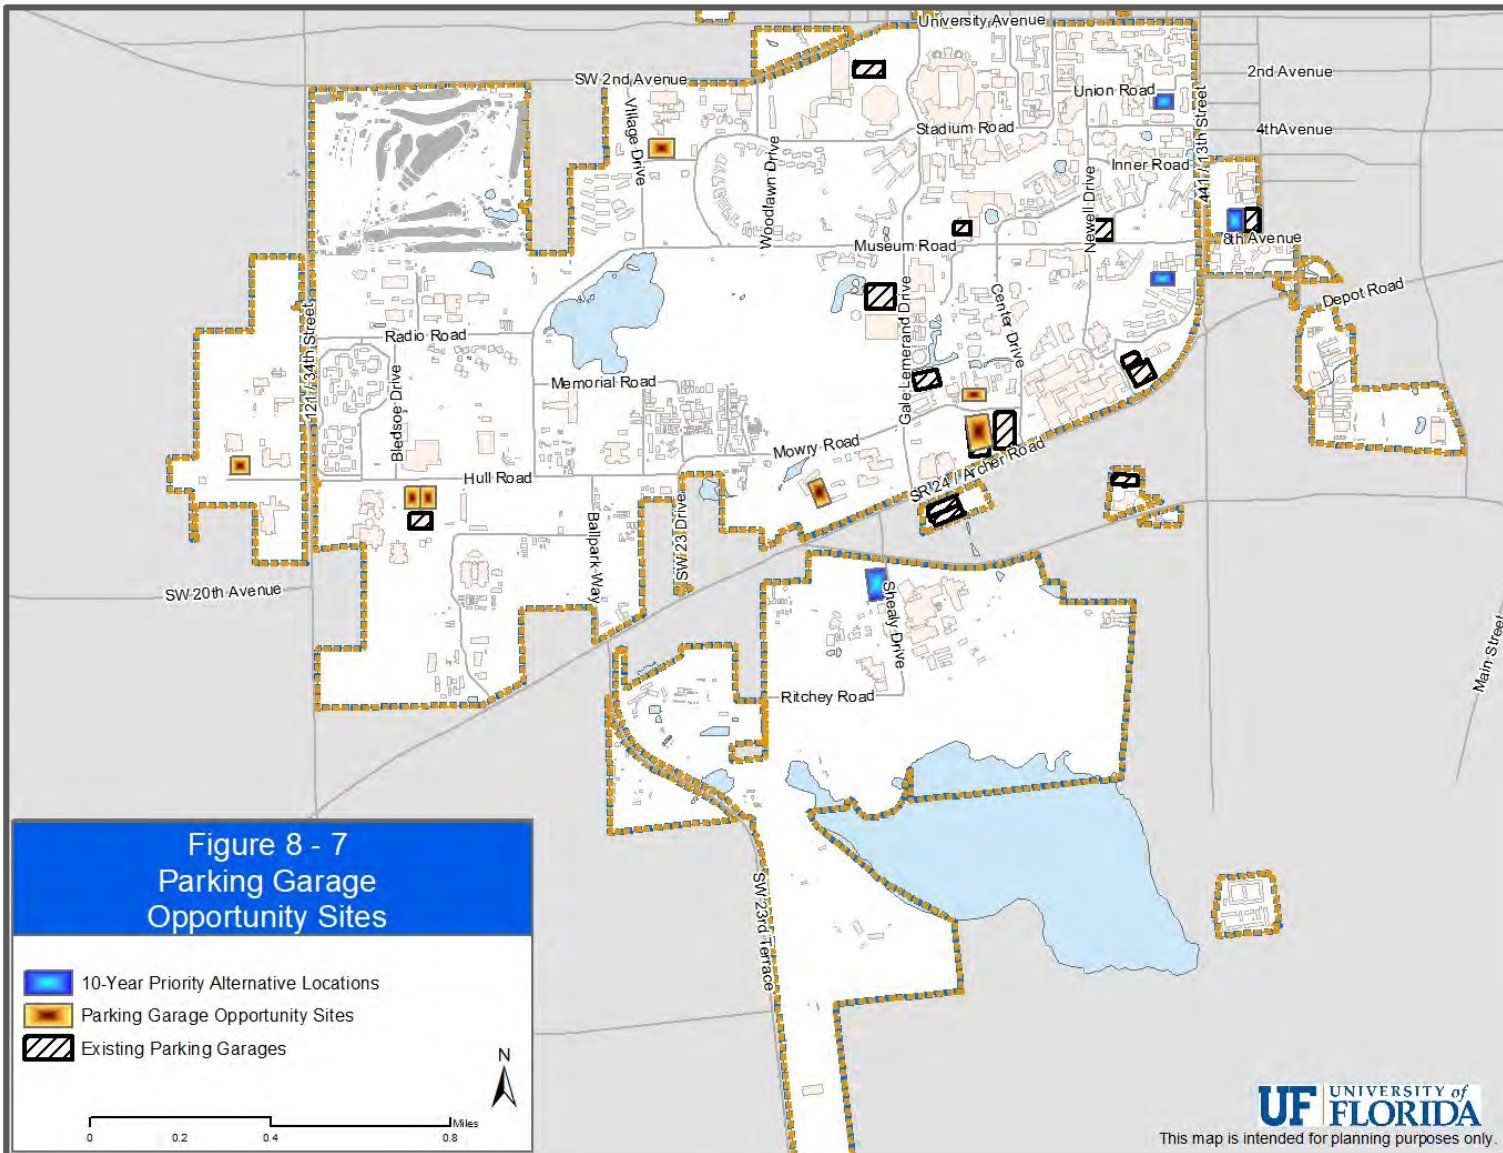 University Avenue
SW 2nd Avenue
2nd Avenue
Union Road
Village Drive
Stadium Road
4thAvenue
441 / 13th Street
Woodlawn Drive
Inner Road
Newell Drive
Museum Road
8th Avenue
Depot Road
Gale Lemerand Drive
Center Drive
121 / 34th Street
Radio Road
Memorial Road
Bledsoe Drive
Mowry Road
Hull Road
SR 24 / Archer Road
Ballpark Way
SW 23 Drive
SW 20th Avenue
Shealy Drive
Main Street
Ritchey Road
SW 23rd Terrace
Figure 8 - 7
Parking Garage
Opportunity Sites
10-Year Priority Alternative Locations
Parking Garage Opportunity Sites
Existing Parking Garages
N
Miles
0 0.2 0.4 0.8
UF UNIVERSITY of
FLORIDA
This map is intended for planning purposes only.